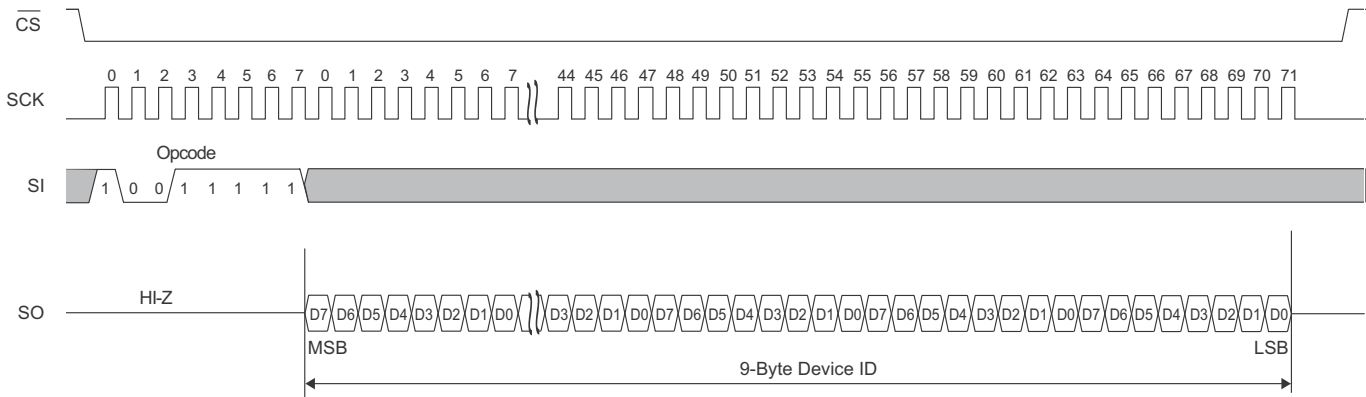 CS
0 1 2 3 4 5 6 7 0 1 2 3 4 5 6 7 44 45 46 47 48 49 50 51 52 53 54 55 56 57 58 59 60 61 62 63 64 65 66 67 68 69 70 71
SCK
Opcode
SI 1 0 0 1 1 1 1 1
HI-Z
SO D7 D6 D5 D4 D3 D2 D1 D0 D3 D2 D1 D0 D7 D6 D5 D4 D3 D2 D1 D0 D7 D6 D5 D4 D3 D2 D1 D0 D7 D6 D5 D4 D3 D2 D1 D0
MSB LSB
9-Byte Device ID